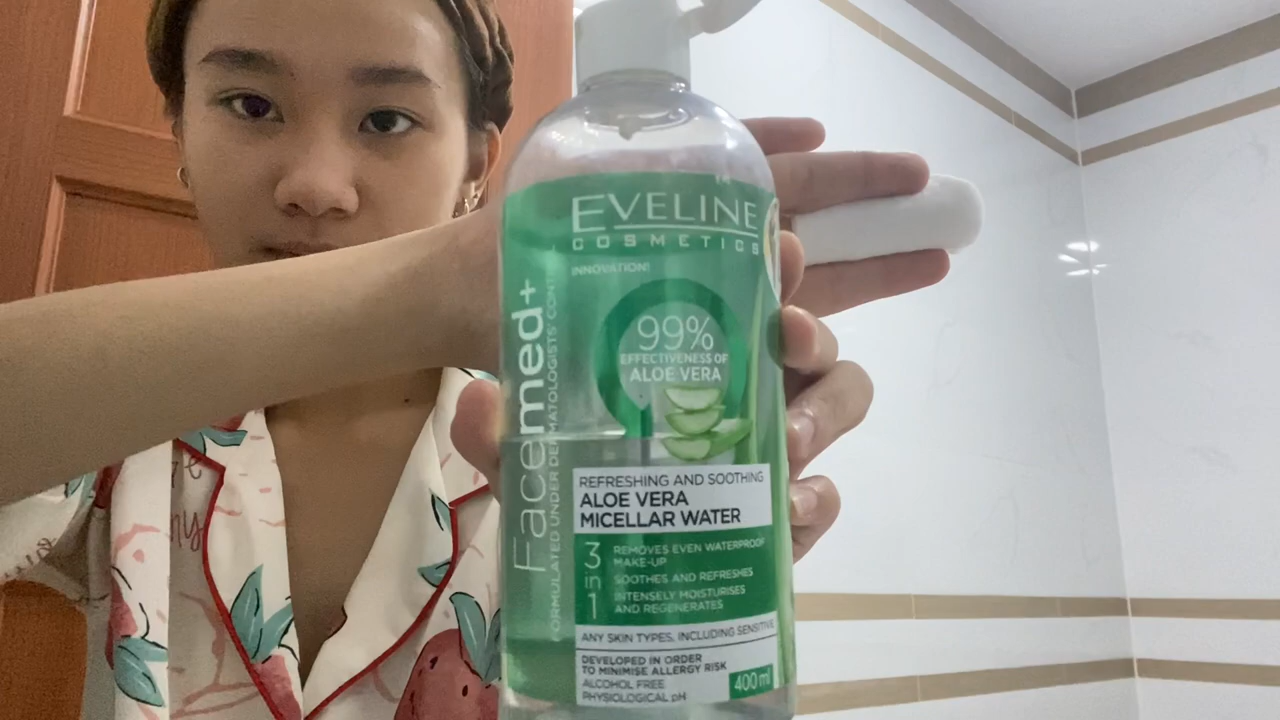 EVELINE
COSMETICS
INNOVATION!
Facemed+
99%
EFFECTIVENESS OF
ALOE VERA
REFRESHING AND SOOTHING
ALOE VERA
MICELLAR WATER
3
in
1
REMOVES EVEN WATERPROOF
MAKE-UP
SOOTHES AND REFRESHES
INTENSELY MOISTURISES
AND REGENERATES
ANY SKIN TYPES, INCLUDING SENSITIVE
DEVELOPED IN ORDER
TO MINIMISE ALLERGY RISK
ALCOHOL FREE
PHYSIOLOGICAL pH
400 ml
FORMULATED UNDER DERMATOLOGISTS'